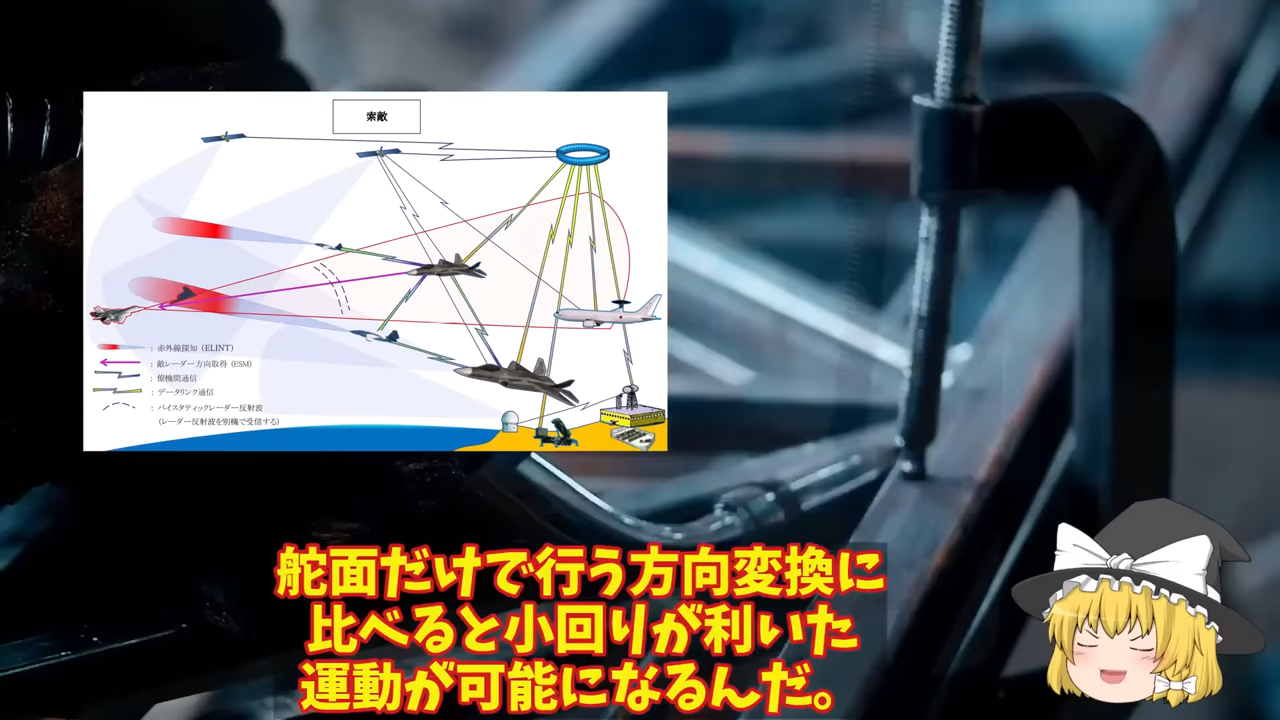 索敵
: 赤外線探知 (ELINT)
: 敵レーダー方向取得 (ESM)
: 僚機間通信
: データリンク通信
: バイスタティックレーダー反射波
(レーダー反射波を別機で受信する)
舵面だけで行う方向変換に
比べると小回りが利いた
運動が可能になるんだ。